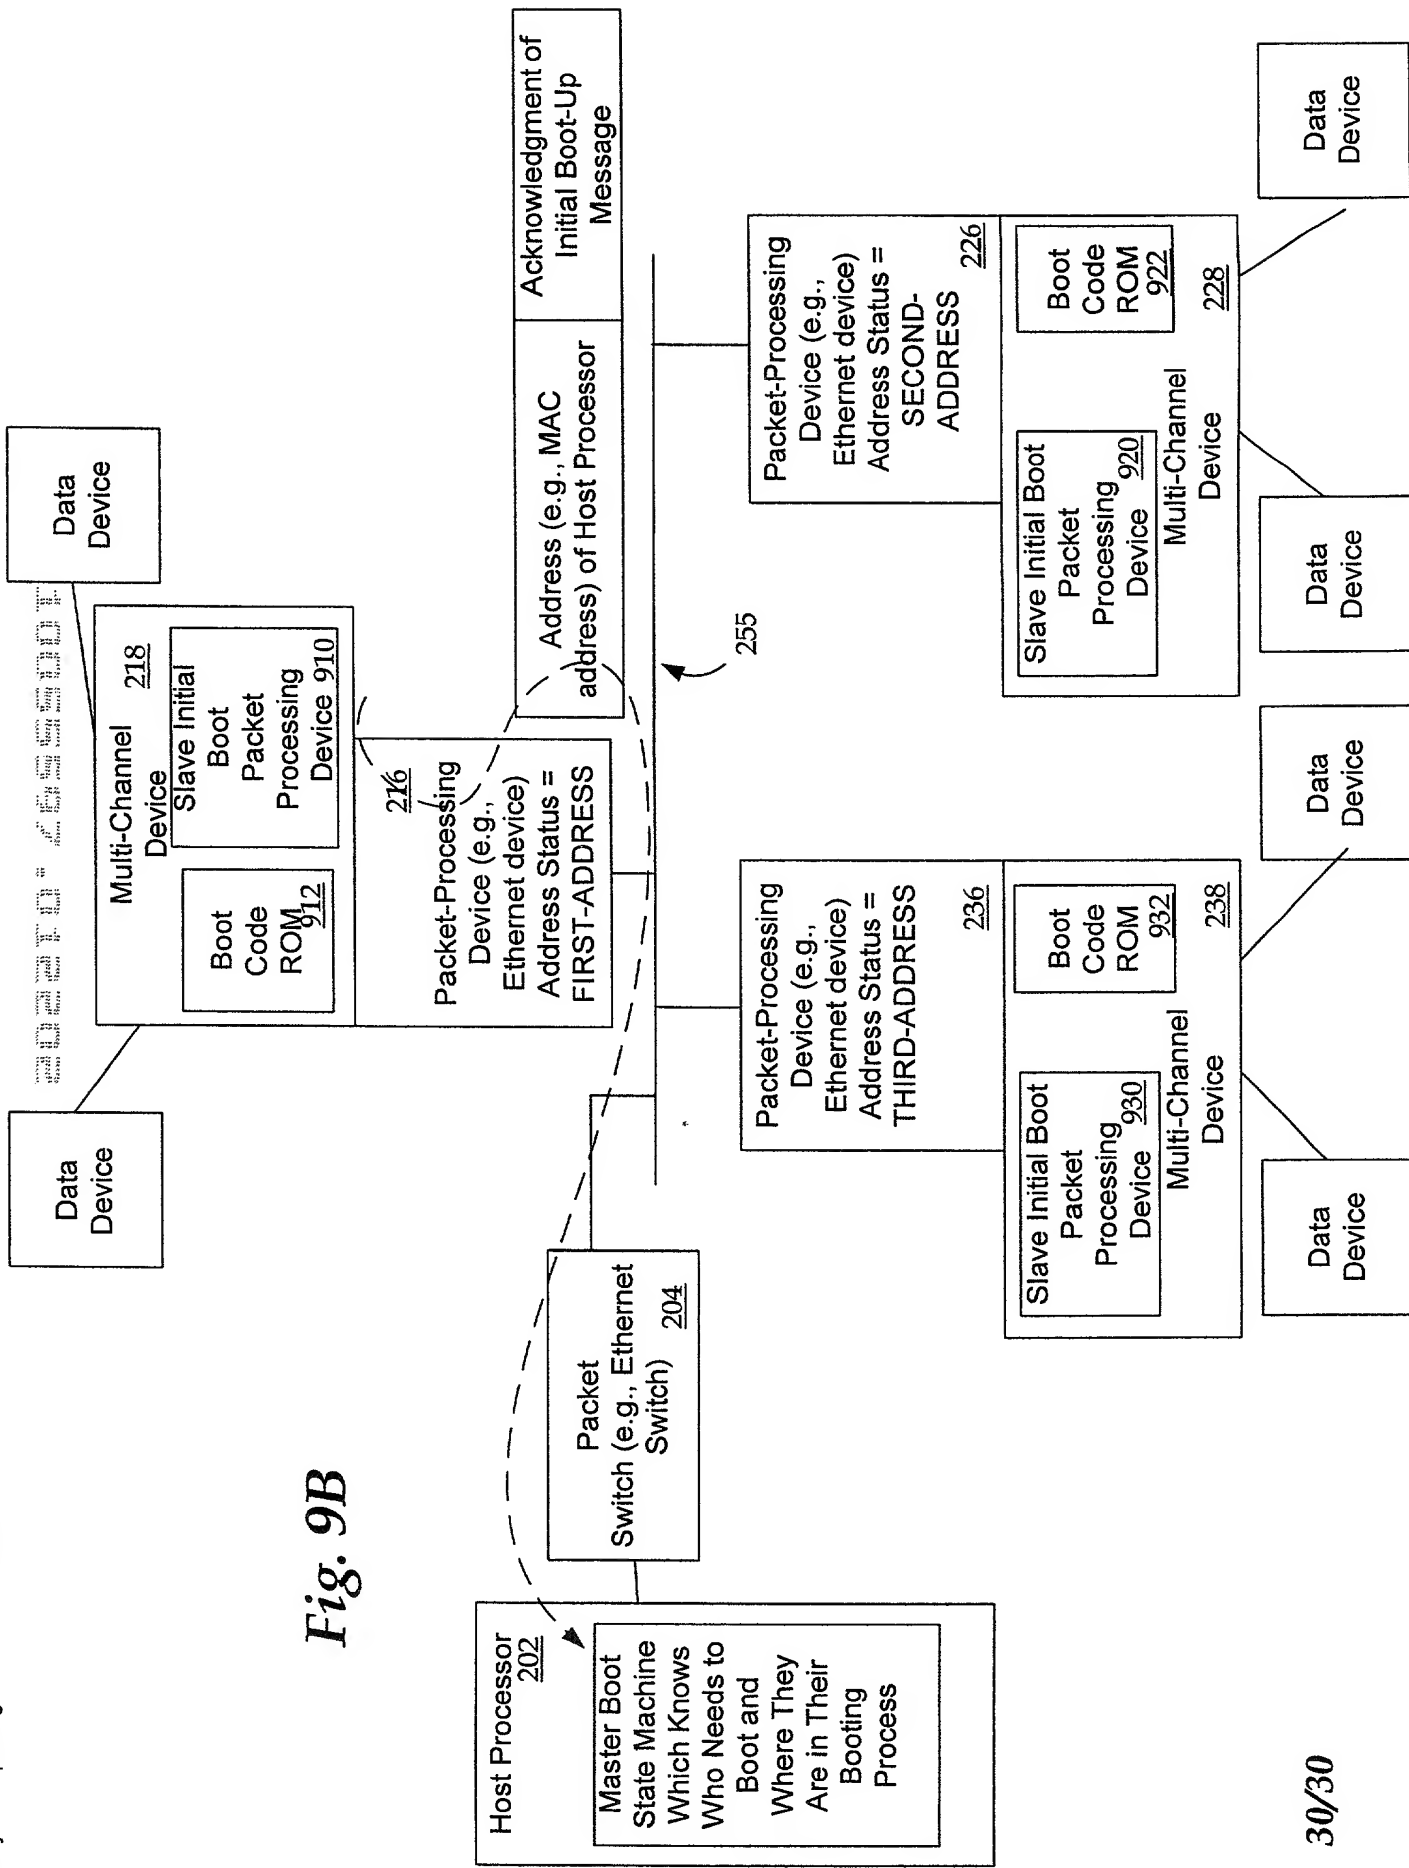 Fig. 9B
Host Processor
202
Master Boot
State Machine
Which Knows
Who Needs to
Boot and
Where They
Are in Their
Booting
Process
Packet
Switch (e.g., Ethernet
Switch)
204
Data
Device
Data
Device
Multi-Channel
Device
218
Boot
Code
ROM
912
Slave Initial
Boot
Packet
Processing
Device 910
216
Packet-Processing
Device (e.g.,
Ethernet device)
Address Status =
FIRST-ADDRESS
Address (e.g., MAC
address) of Host Processor
Acknowledgment of
Initial Boot-Up
Message
255
Packet-Processing
Device (e.g.,
Ethernet device)
Address Status =
THIRD-ADDRESS
236
Slave Initial Boot
Packet
Processing
Device 930
Boot
Code
ROM
932
Multi-Channel
Device
238
Data
Device
Data
Device
Packet-Processing
Device (e.g.,
Ethernet device)
Address Status =
SECOND-
ADDRESS
226
Slave Initial Boot
Packet
Processing
Device 920
Boot
Code
ROM
922
Multi-Channel
Device
228
Data
Device
Data
Device
30/30